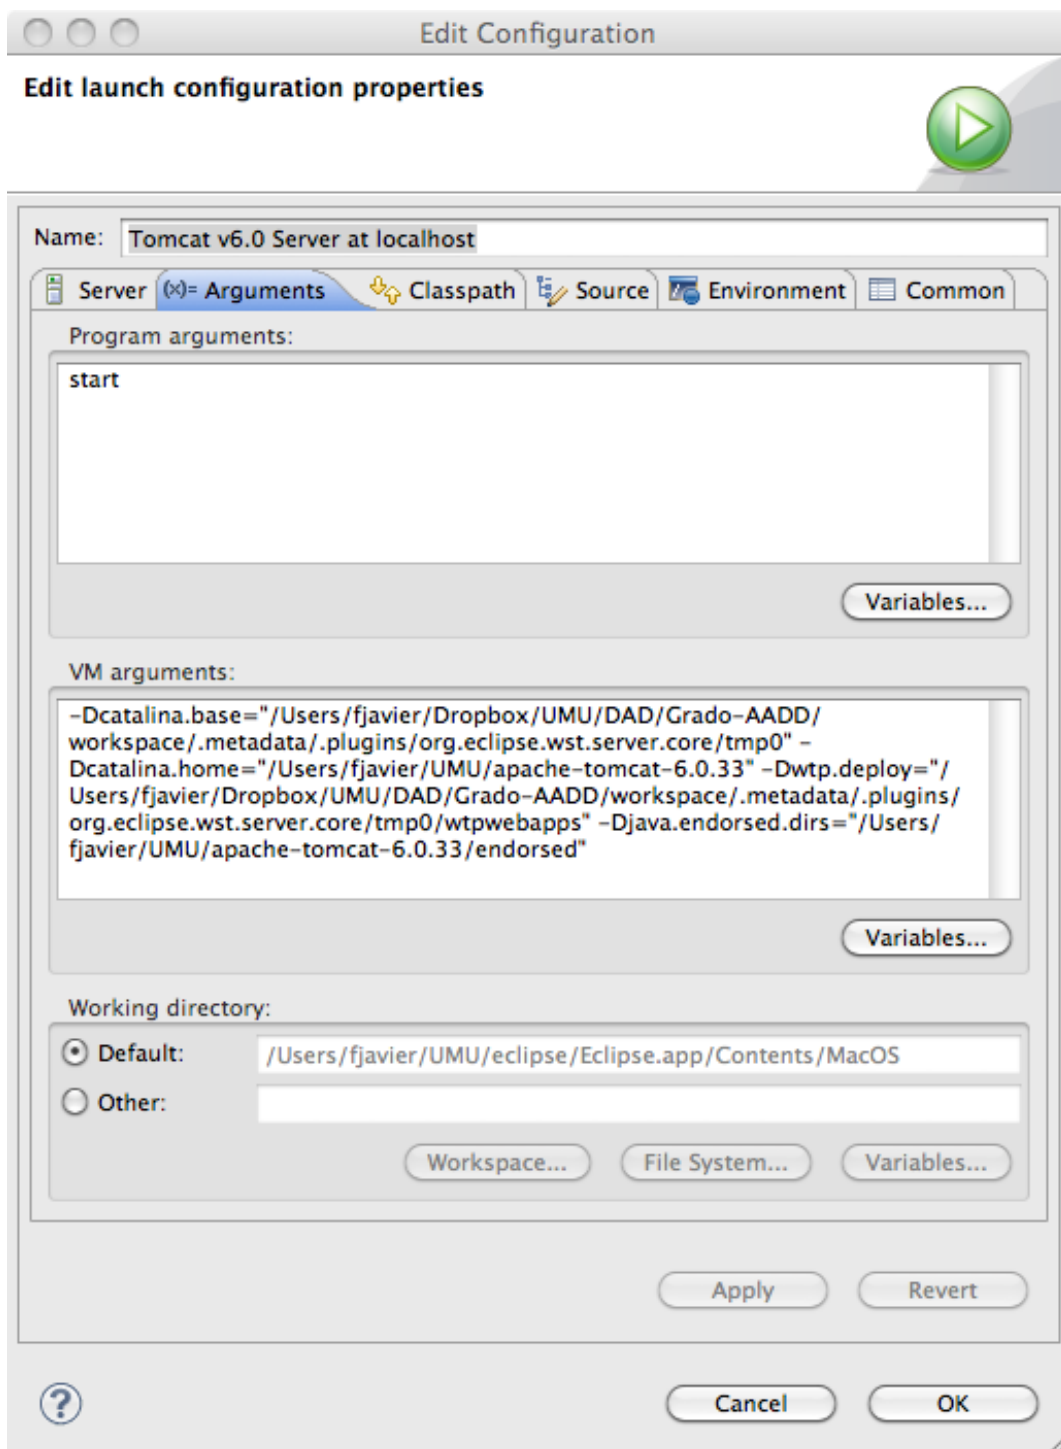 Edit Configuration
Edit launch configuration properties
Name: Tomcat v6.0 Server at localhost
Server (x)= Arguments Classpath Source Environment Common
Program arguments:
start
Variables...
VM arguments:
-Dcatalina.base="/Users/fjavier/Dropbox/UMU/DAD/Grado-AADD/
workspace/.metadata/.plugins/org.eclipse.wst.server.core/tmp0" -
Dcatalina.home="/Users/fjavier/UMU/apache-tomcat-6.0.33" -Dwtp.deploy="/
Users/fjavier/Dropbox/UMU/DAD/Grado-AADD/workspace/.metadata/.plugins/
org.eclipse.wst.server.core/tmp0/wtpwebapps" -Djava.endorsed.dirs="/Users/
fjavier/UMU/apache-tomcat-6.0.33/endorsed"
Variables...
Working directory:
Default: /Users/fjavier/UMU/eclipse/Eclipse.app/Contents/MacOS
Other:
Workspace... File System... Variables...
Apply Revert
? Cancel OK